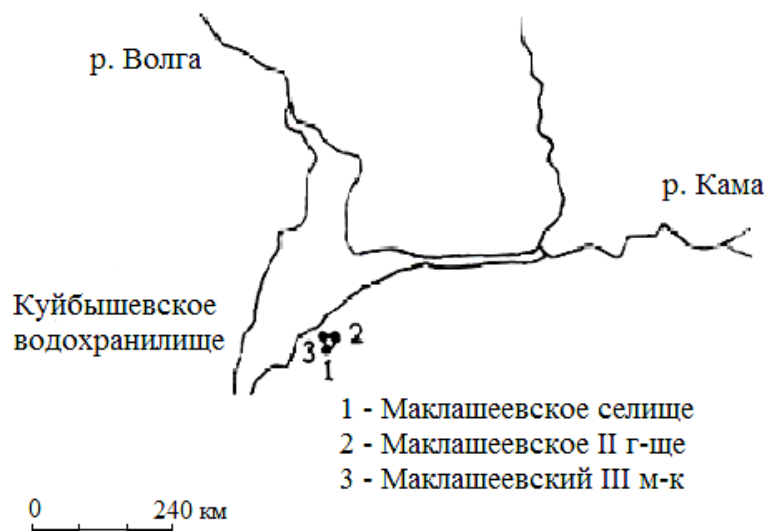 р. Волга
р. Кама
Куйбышевское
водохранилище
2
3
1
1 - Маклашеевское селище
2 - Маклашеевское II г-ще
3 - Маклашеевский III м-к
0 240 км